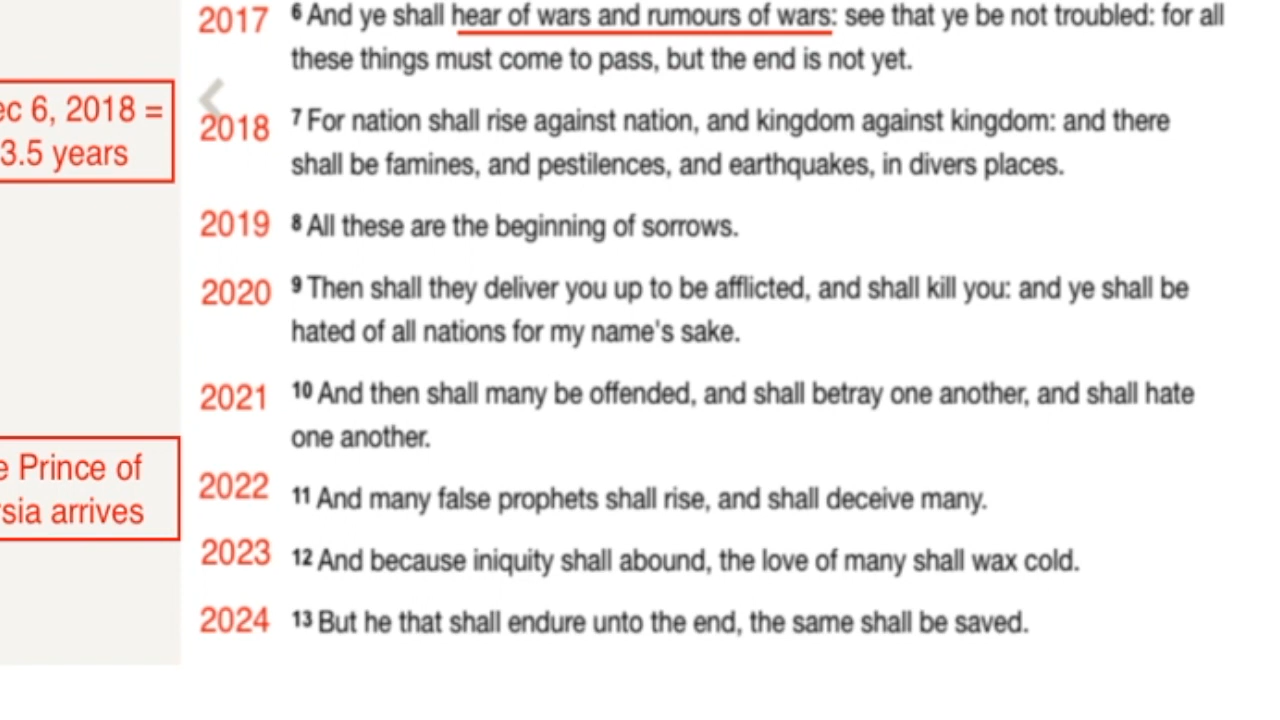 2017 6 And ye shall hear of wars and rumours of wars: see that ye be not troubled: for all
these things must come to pass, but the end is not yet.
6, 2018 =
3.5 years
2018 7 For nation shall rise against nation, and kingdom against kingdom: and there
shall be famines, and pestilences, and earthquakes, in divers places.
2019 8 All these are the beginning of sorrows.
2020 9 Then shall they deliver you up to be afflicted, and shall kill you: and ye shall be
hated of all nations for my name's sake.
2021 10 And then shall many be offended, and shall betray one another, and shall hate
one another.
Prince of
arrives
2022 11 And many false prophets shall rise, and shall deceive many.
2023 12 And because iniquity shall abound, the love of many shall wax cold.
2024 13 But he that shall endure unto the end, the same shall be saved.